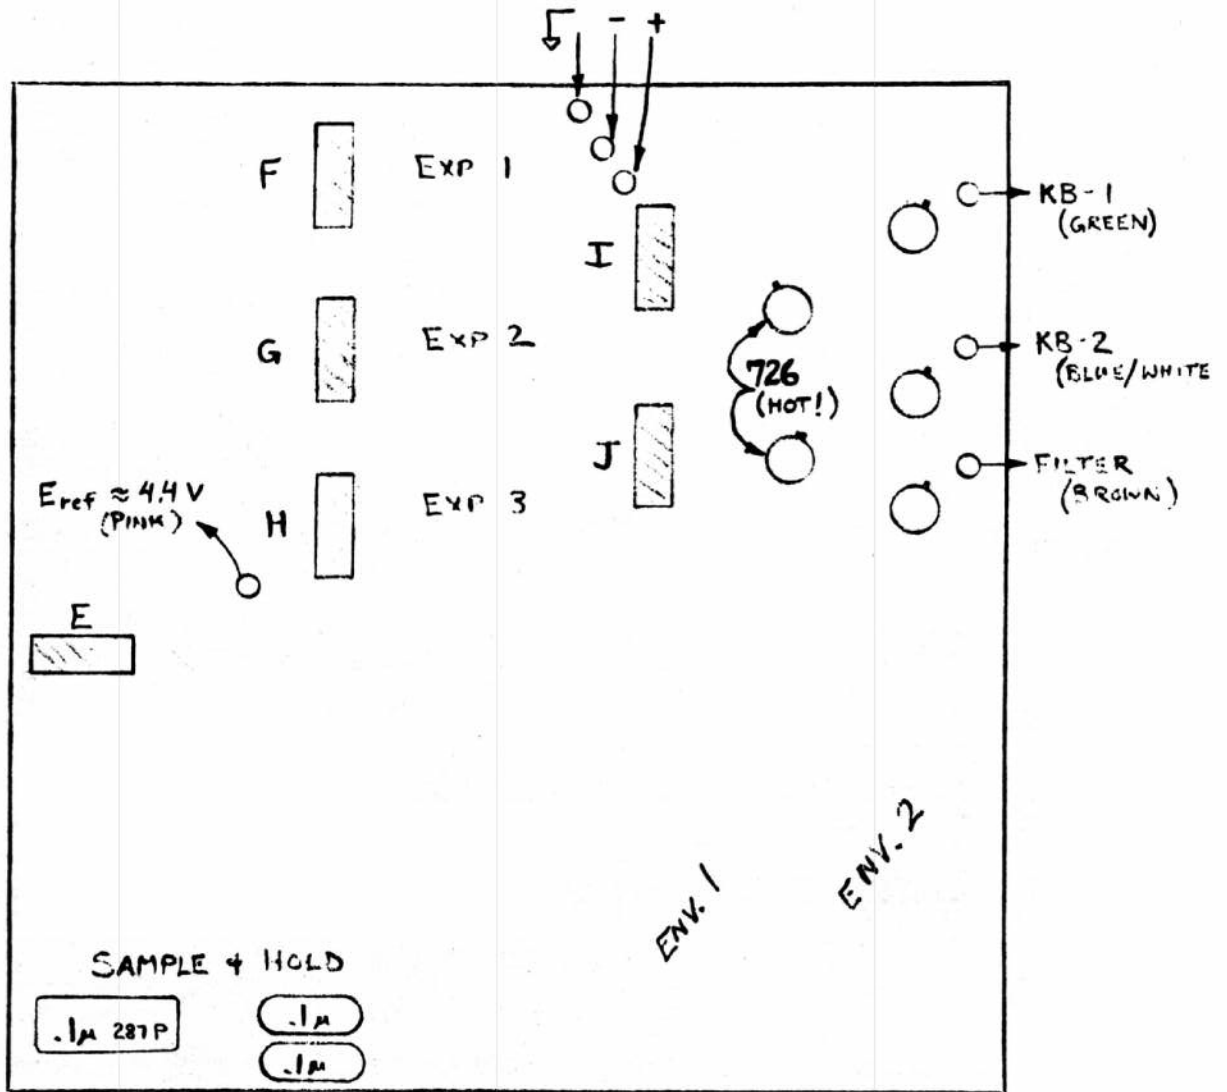 - +
F
EXP 1
KB-1
(GREEN)
I
G
EXP 2
KB-2
(BLUE/WHITE
726
(HOT!)
J
FILTER
(BROWN)
Eref ≈ 4.4 V
(PINK)
H
EXP 3
E
ENV. 1
ENV. 2
SAMPLE + HOLD
.1μ 287P
.1μ
.1μ